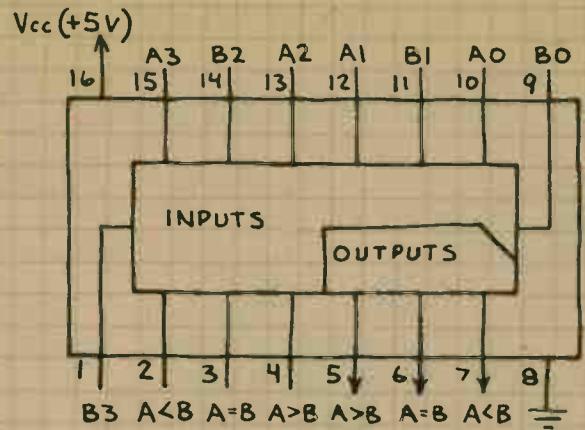 Vcc (+5V)
A3 B2 A2 A1 B1 A0 B0
16 15 14 13 12 11 10 9
INPUTS
OUTPUTS
1 2 3 4 5 6 7 8
B3 A<B A=B A>B A>B A=B A<B